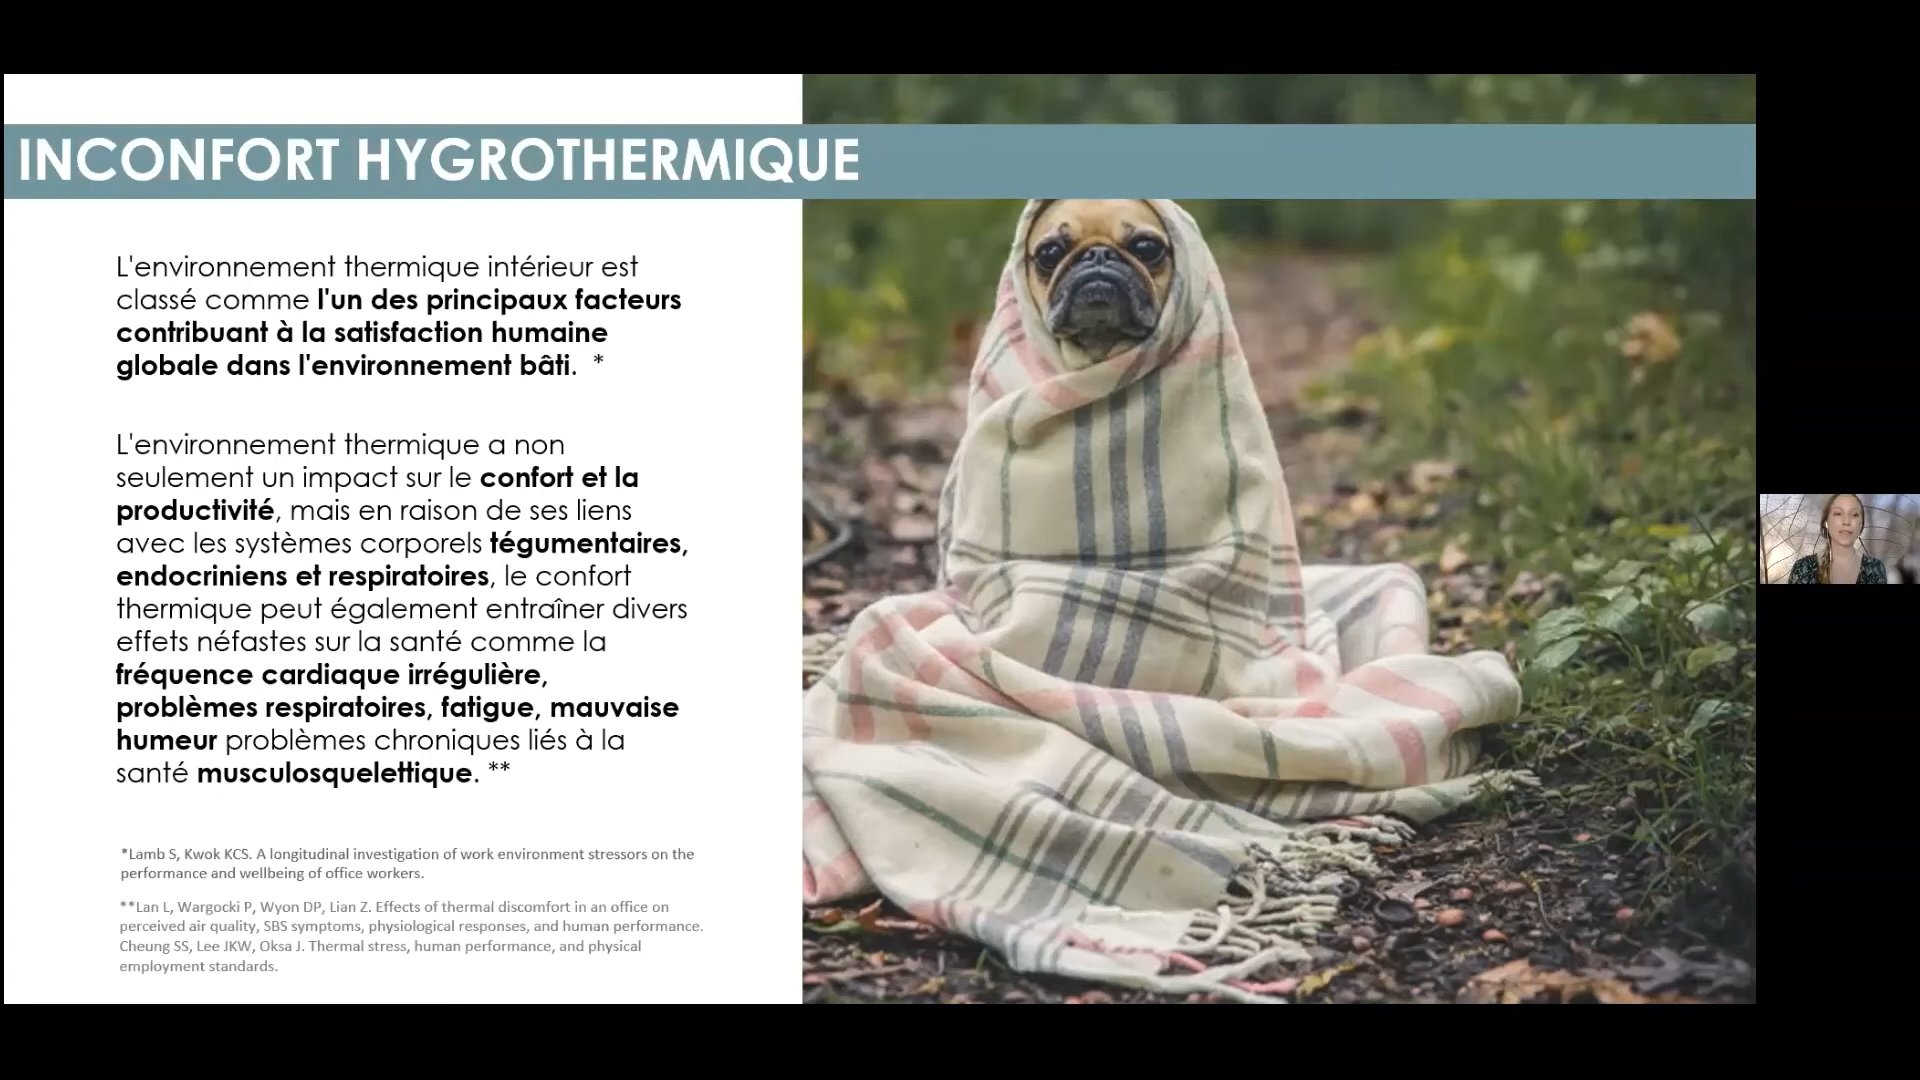 INCONFORT HYGROTHERMIQUE
L'environnement thermique intérieur est
classé comme l'un des principaux facteurs
contribuant à la satisfaction humaine
globale dans l'environnement bâti. *
L'environnement thermique a non
seulement un impact sur le confort et la
productivité, mais en raison de ses liens
avec les systèmes corporels tégumentaires,
endocriniens et respiratoires, le confort
thermique peut également entraîner divers
effets néfastes sur la santé comme la
fréquence cardiaque irrégulière,
problèmes respiratoires, fatigue, mauvaise
humeur problèmes chroniques liés à la
santé musculosquelettique. **
*Lamb S, Kwok KCS. A longitudinal investigation of work environment stressors on the
performance and wellbeing of office workers.
**Lan L, Wargocki P, Wyon DP, Lian Z. Effects of thermal discomfort in an office on
perceived air quality, SBS symptoms, physiological responses, and human performance.
Cheung SS, Lee JKW, Oksa J. Thermal stress, human performance, and physical
employment standards.